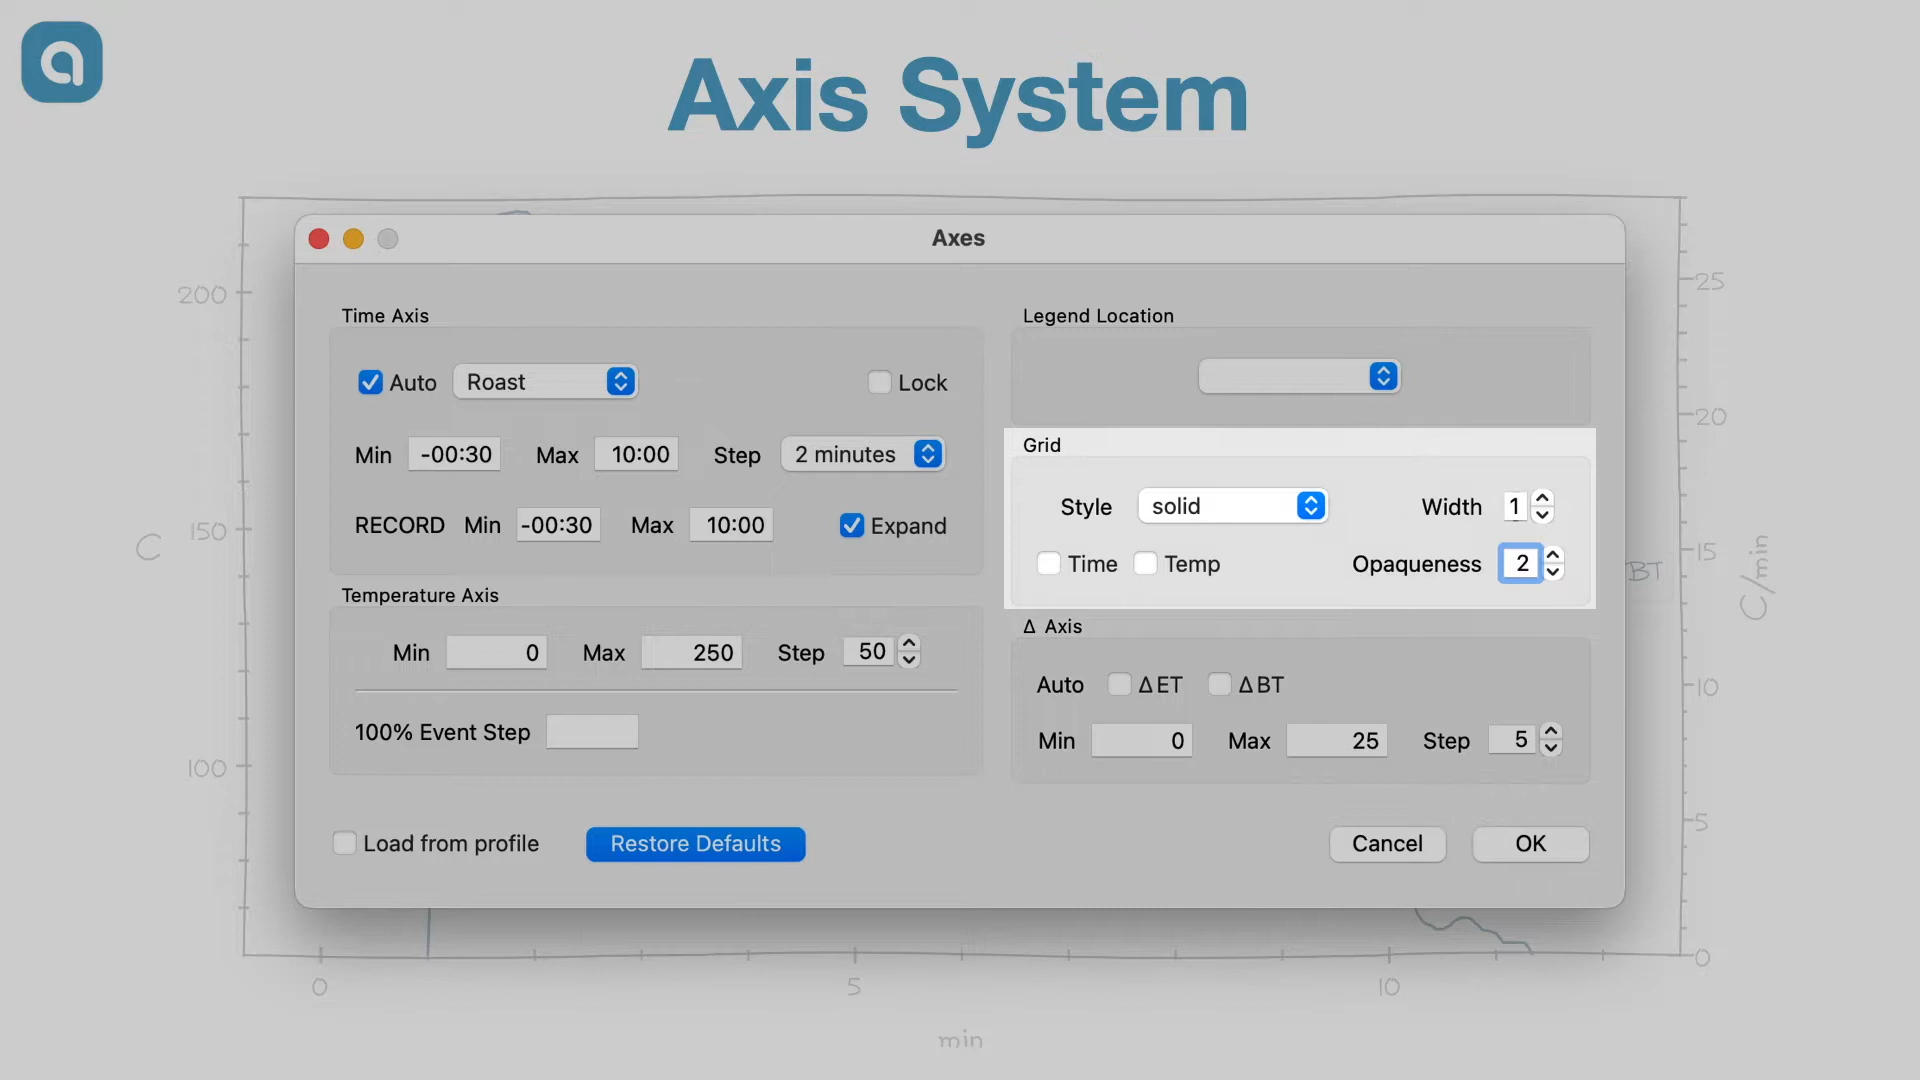 Axis System
Axes
Time Axis
Auto Roast Lock
Min -00:30 Max 10:00 Step 2 minutes
RECORD Min -00:30 Max 10:00 Expand
Temperature Axis
Min 0 Max 250 Step 50
100% Event Step
Load from profile Restore Defaults
Legend Location
Grid
Style solid Width 1
Time Temp Opaqueness 2
Δ Axis
Auto Δ ET Δ BT
Min 0 Max 25 Step 5
Cancel OK
200
150
100
C
0
5
10
min
25
20
15
10
5
0
C/min
BT